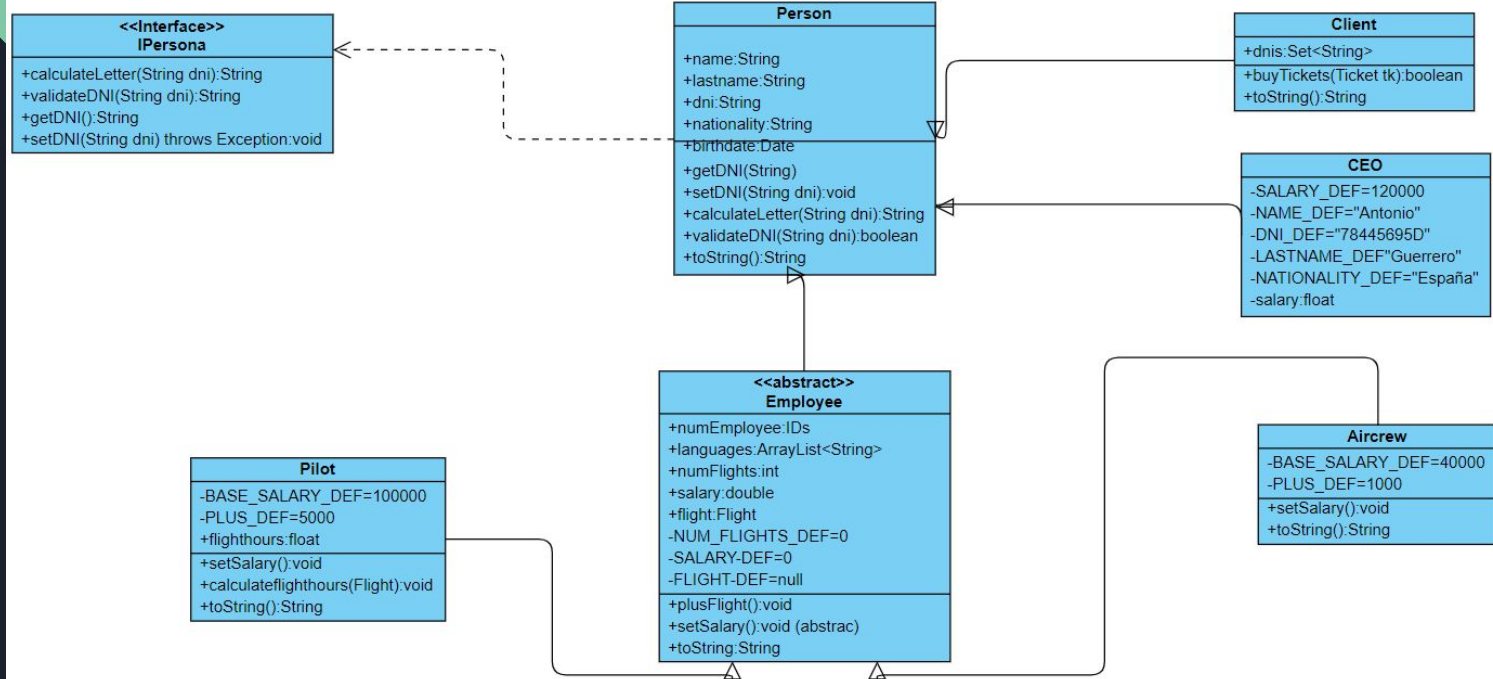 <<Interface>>
IPersona
+calculateLetter(String dni):String
+validateDNI(String dni):String
+getDNI():String
+setDNI(String dni) throws Exception:void
Person
+name:String
+lastname:String
+dni:String
+nationality:String
+birthdate:Date
+getDNI(String)
+setDNI(String dni):void
+calculateLetter(String dni):String
+validateDNI(String dni):boolean
+toString():String
Client
+dnis:Set<String>
+buyTickets(Ticket tk):boolean
+toString():String
CEO
-SALARY_DEF=120000
-NAME_DEF="Antonio"
-DNI_DEF="78445695D"
-LASTNAME_DEF"Guerrero"
-NATIONALITY_DEF="España"
-salary:float
<<abstract>>
Employee
+numEmployee:IDs
+languages:ArrayList<String>
+numFlights:int
+salary:double
+flight:Flight
-NUM_FLIGHTS_DEF=0
-SALARY-DEF=0
-FLIGHT-DEF=null
+plusFlight():void
+setSalary():void (abstrac)
+toString:String
Pilot
-BASE_SALARY_DEF=100000
-PLUS_DEF=5000
+flighthours:float
+setSalary():void
+calculateflighthours(Flight):void
+toString():String
Aircrew
-BASE_SALARY_DEF=40000
-PLUS_DEF=1000
+setSalary():void
+toString():String